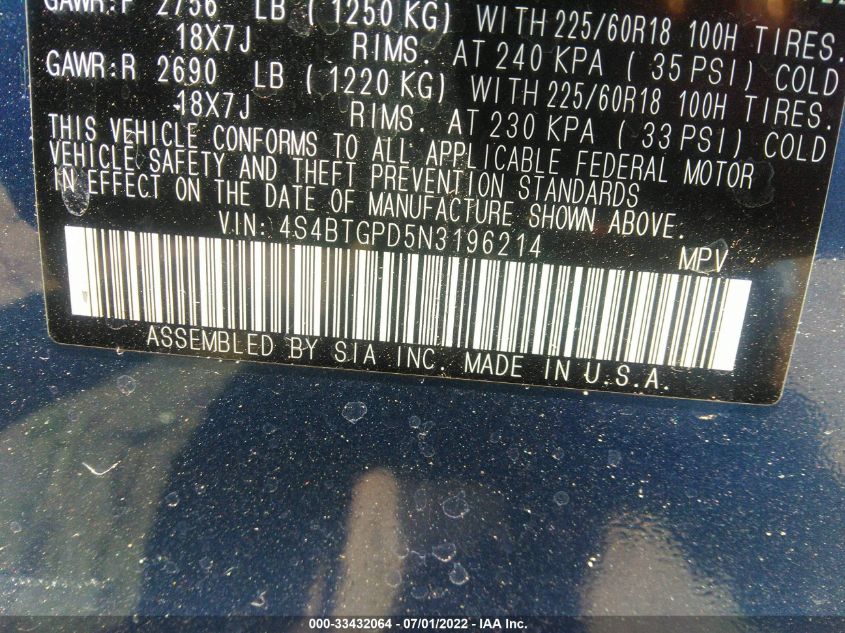 GAWR:F 2756 LB ( 1250 KG) WITH 225/60R18 100H TIRES.
18X7J RIMS. AT 240 KPA ( 35 PSI) COLD
GAWR:R 2690 LB ( 1220 KG) WITH 225/60R18 100H TIRES.
18X7J RIMS. AT 230 KPA ( 33 PSI) COLD
THIS VEHICLE CONFORMS TO ALL APPLICABLE FEDERAL MOTOR
VEHICLE SAFETY AND THEFT PREVENTION STANDARDS
IN EFFECT ON THE DATE OF MANUFACTURE SHOWN ABOVE.
VIN: 4S4BTGPD5N3196214 MPV
ASSEMBLED BY SIA INC. MADE IN U.S.A.
000-33432064 - 07/01/2022 - IAA Inc.